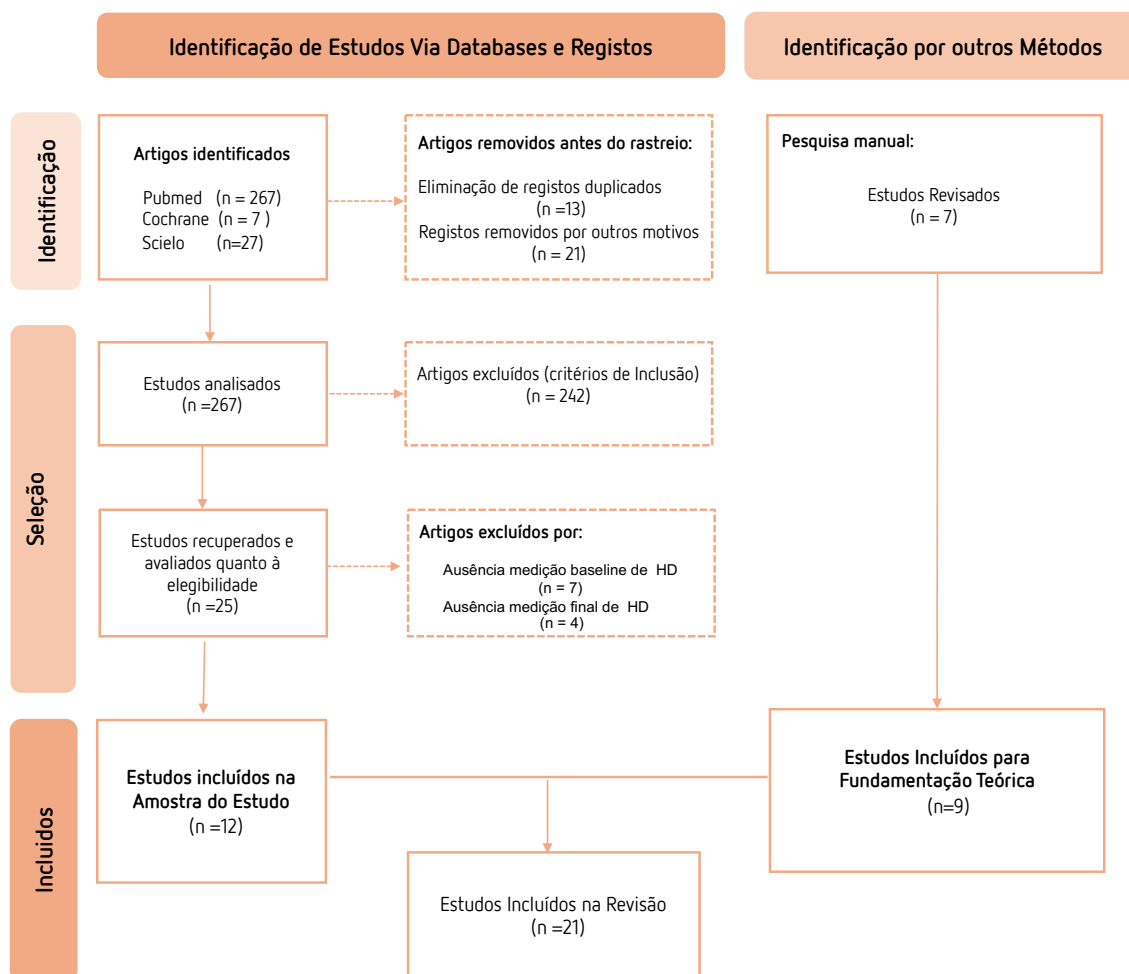 Identificação de Estudos Via Databases e Registos
Identificação por outros Métodos
Identificação
Artigos identificados
Pubmed (n = 267)
Cochrane (n = 7 )
Scielo (n=27)
Artigos removidos antes do rastreio:
Eliminação de registos duplicados
(n =13)
Registos removidos por outros motivos
(n = 21)
Pesquisa manual:
Estudos Revisados
(n = 7)
Seleção
Estudos analisados
(n =267)
Artigos excluídos (critérios de Inclusão)
(n = 242)
Estudos recuperados e
avaliados quanto à
elegibilidade
(n =25)
Artigos excluídos por:
Ausência medição baseline de HD
(n = 7)
Ausência medição final de HD
(n = 4)
Incluidos
Estudos incluídos na
Amostra do Estudo
(n =12)
Estudos Incluídos para
Fundamentação Teórica
(n=9)
Estudos Incluídos na Revisão
(n =21)